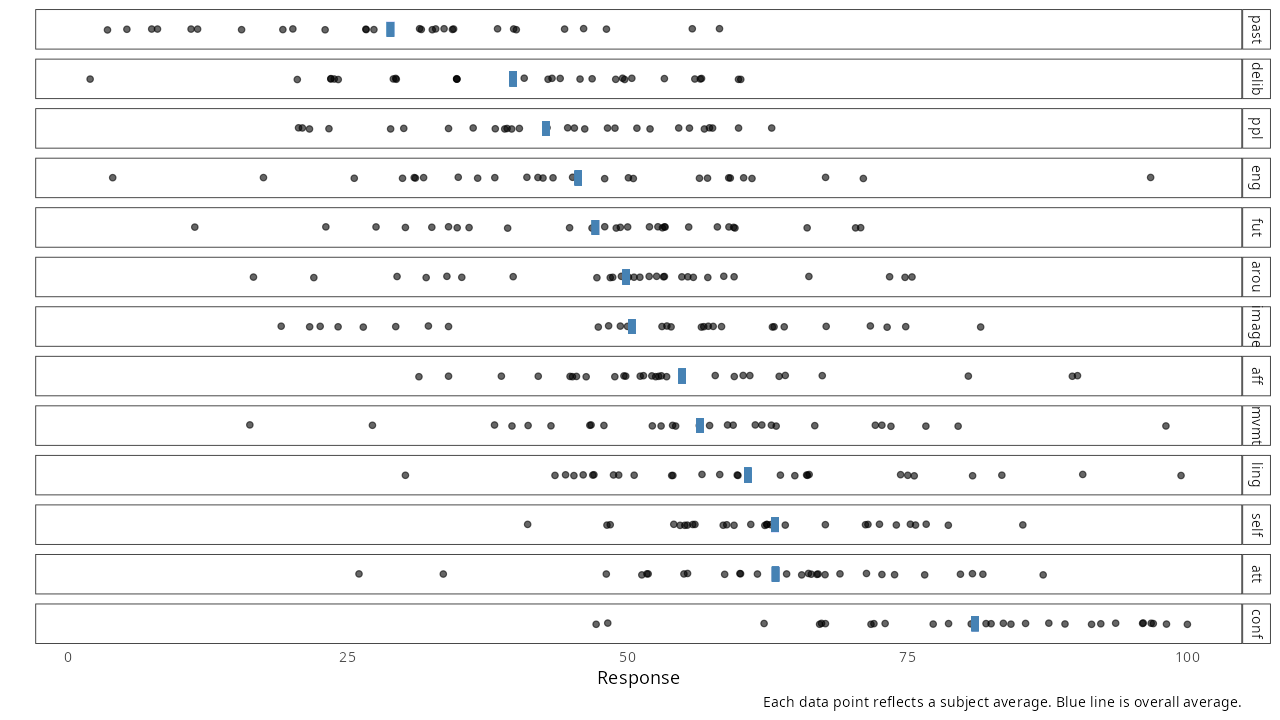 past
delib
ppl
eng
fut
arou
image
aff
mvmt
ling
self
att
conf
0 25 50 75 100
Response
Each data point reflects a subject average. Blue line is overall average.